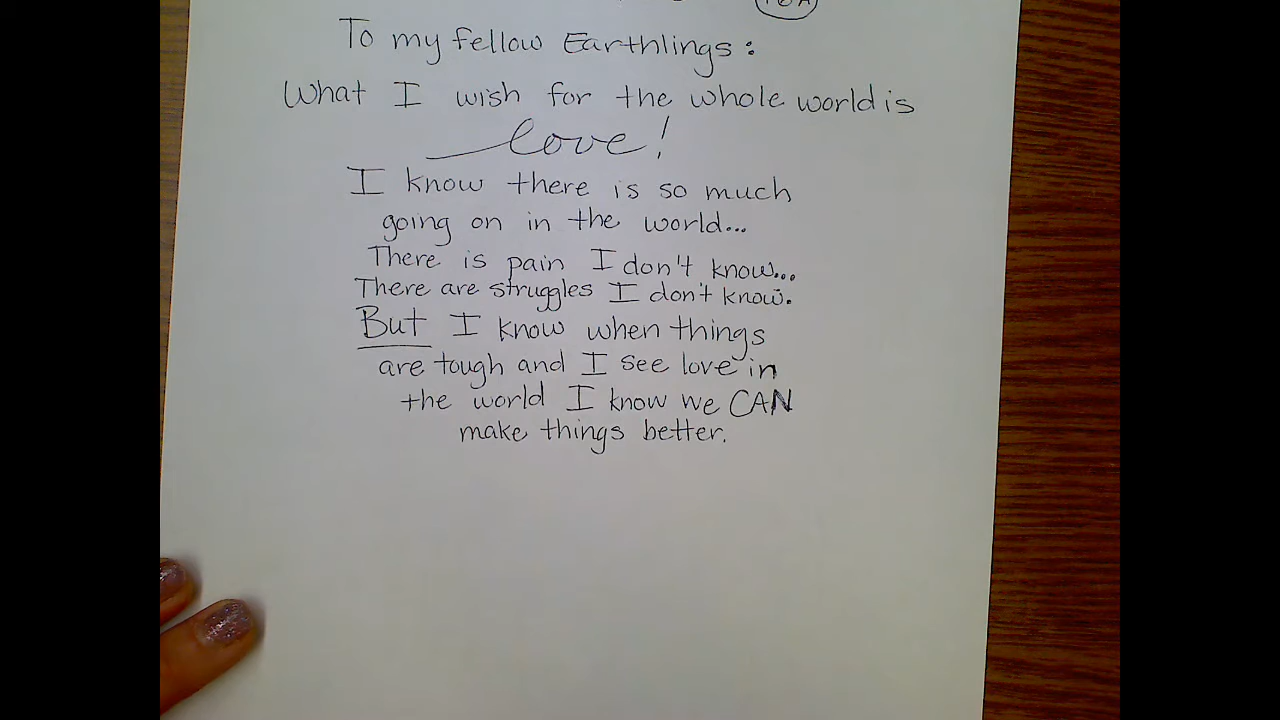 To my fellow Earthlings:
What I wish for the whole world is
love!
I know there is so much
going on in the world...
There is pain I don't know...
There are struggles I don't know.
But I know when things
are tough and I see love in
the world I know we CAN
make things better.